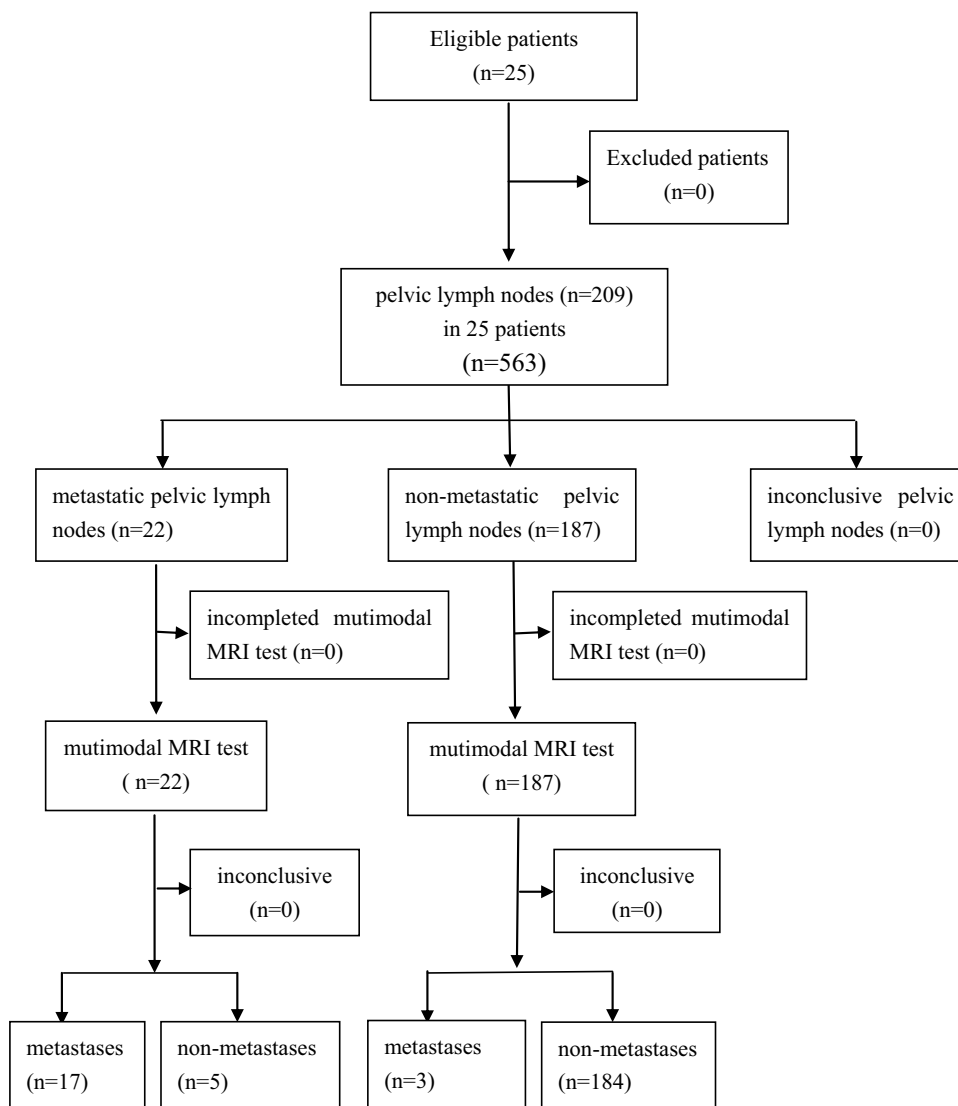 Eligible patients
(n=25)
Excluded patients
(n=0)
pelvic lymph nodes (n=209)
in 25 patients
(n=563)
metastatic pelvic lymph
nodes (n=22)
non-metastatic pelvic
lymph nodes (n=187)
inconclusive pelvic
lymph nodes (n=0)
incompleted mutimodal
MRI test (n=0)
incompleted mutimodal
MRI test (n=0)
mutimodal MRI test
( n=22)
mutimodal MRI test
( n=187)
inconclusive
(n=0)
inconclusive
(n=0)
metastases
(n=17)
non-metastases
(n=5)
metastases
(n=3)
non-metastases
(n=184)